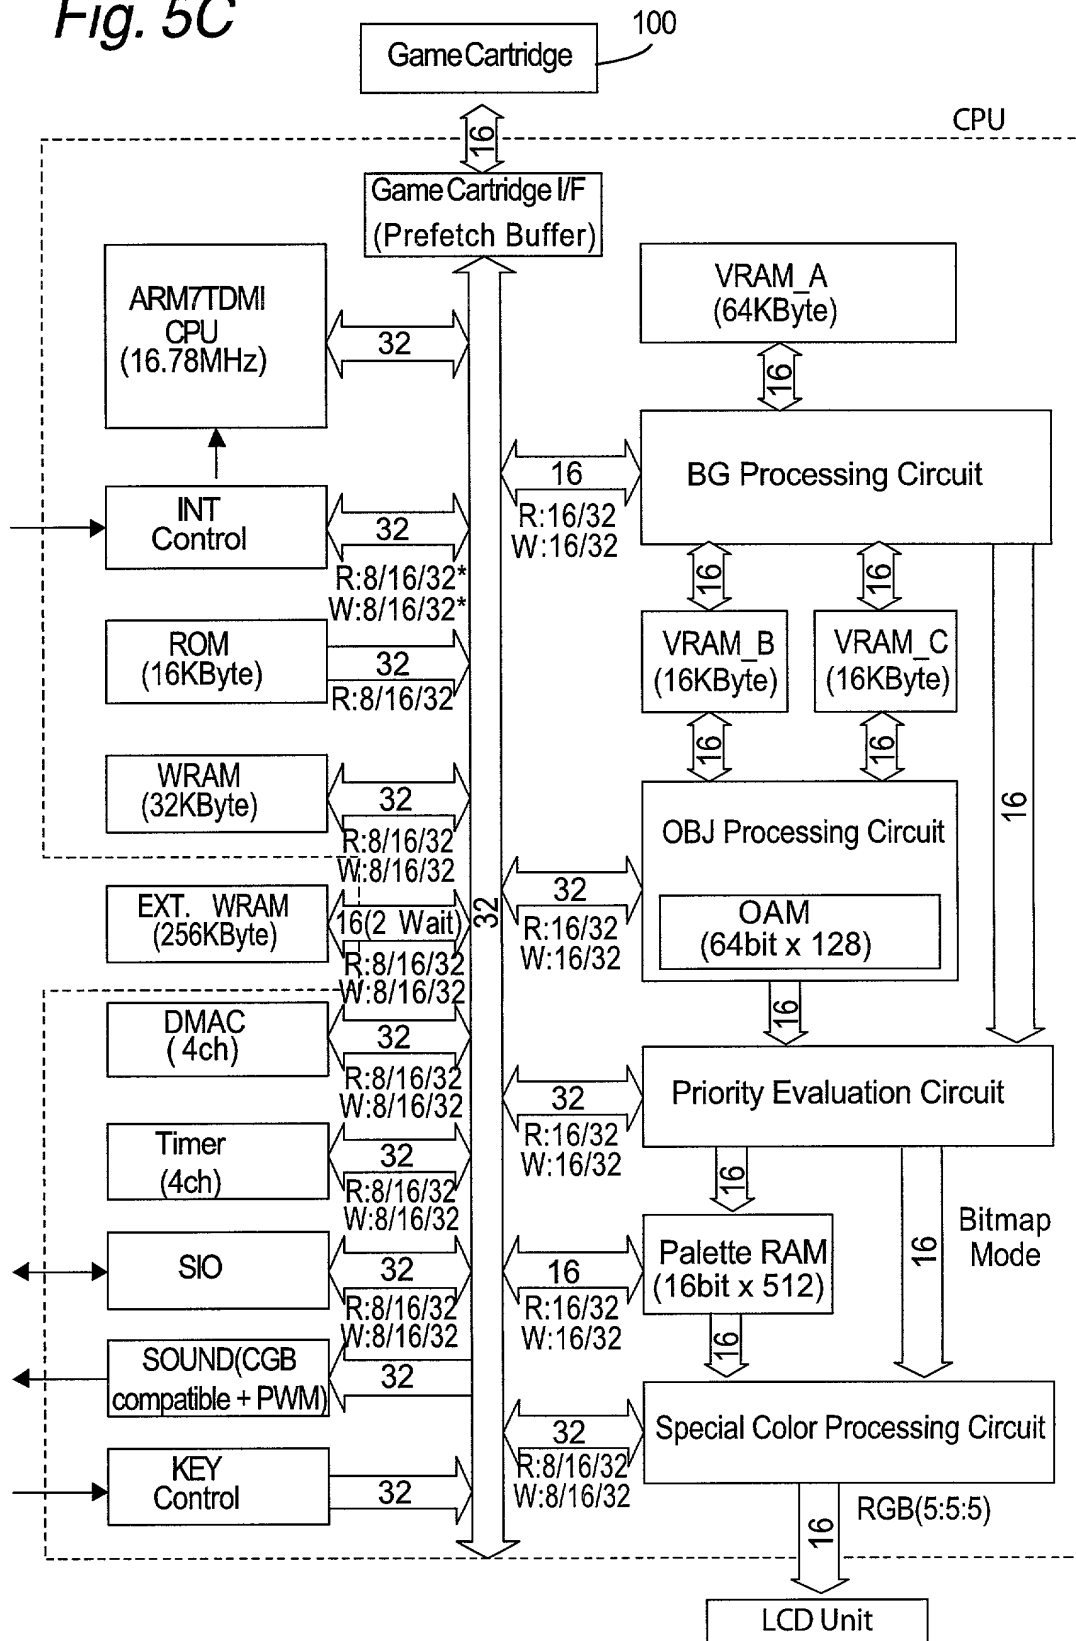 Fig. 5C
Game Cartridge
100
CPU
16
Game Cartridge I/F
(Prefetch Buffer)
ARM7TDMI
CPU
(16.78MHz)
32
VRAM_A
(64KByte)
16
BG Processing Circuit
16
R:16/32
W:16/32
INT
Control
32
R:8/16/32*
W:8/16/32*
16
16
ROM
(16KByte)
32
R:8/16/32
VRAM_B
(16KByte)
VRAM_C
(16KByte)
16
16
16
WRAM
(32KByte)
32
R:8/16/32
W:8/16/32
OBJ Processing Circuit
OAM
(64bit x 128)
32
R:16/32
W:16/32
32
EXT. WRAM
(256KByte)
16(2 Wait)
R:8/16/32
W:8/16/32
16
DMAC
( 4ch)
32
R:8/16/32
W:8/16/32
Priority Evaluation Circuit
32
R:16/32
W:16/32
Timer
(4ch)
32
R:8/16/32
W:8/16/32
16
16
Bitmap
Mode
SIO
32
R:8/16/32
W:8/16/32
16
R:16/32
W:16/32
Palette RAM
(16bit x 512)
16
SOUND(CGB
compatible + PWM)
32
32
R:8/16/32
W:8/16/32
Special Color Processing Circuit
KEY
Control
32
16
RGB(5:5:5)
LCD Unit